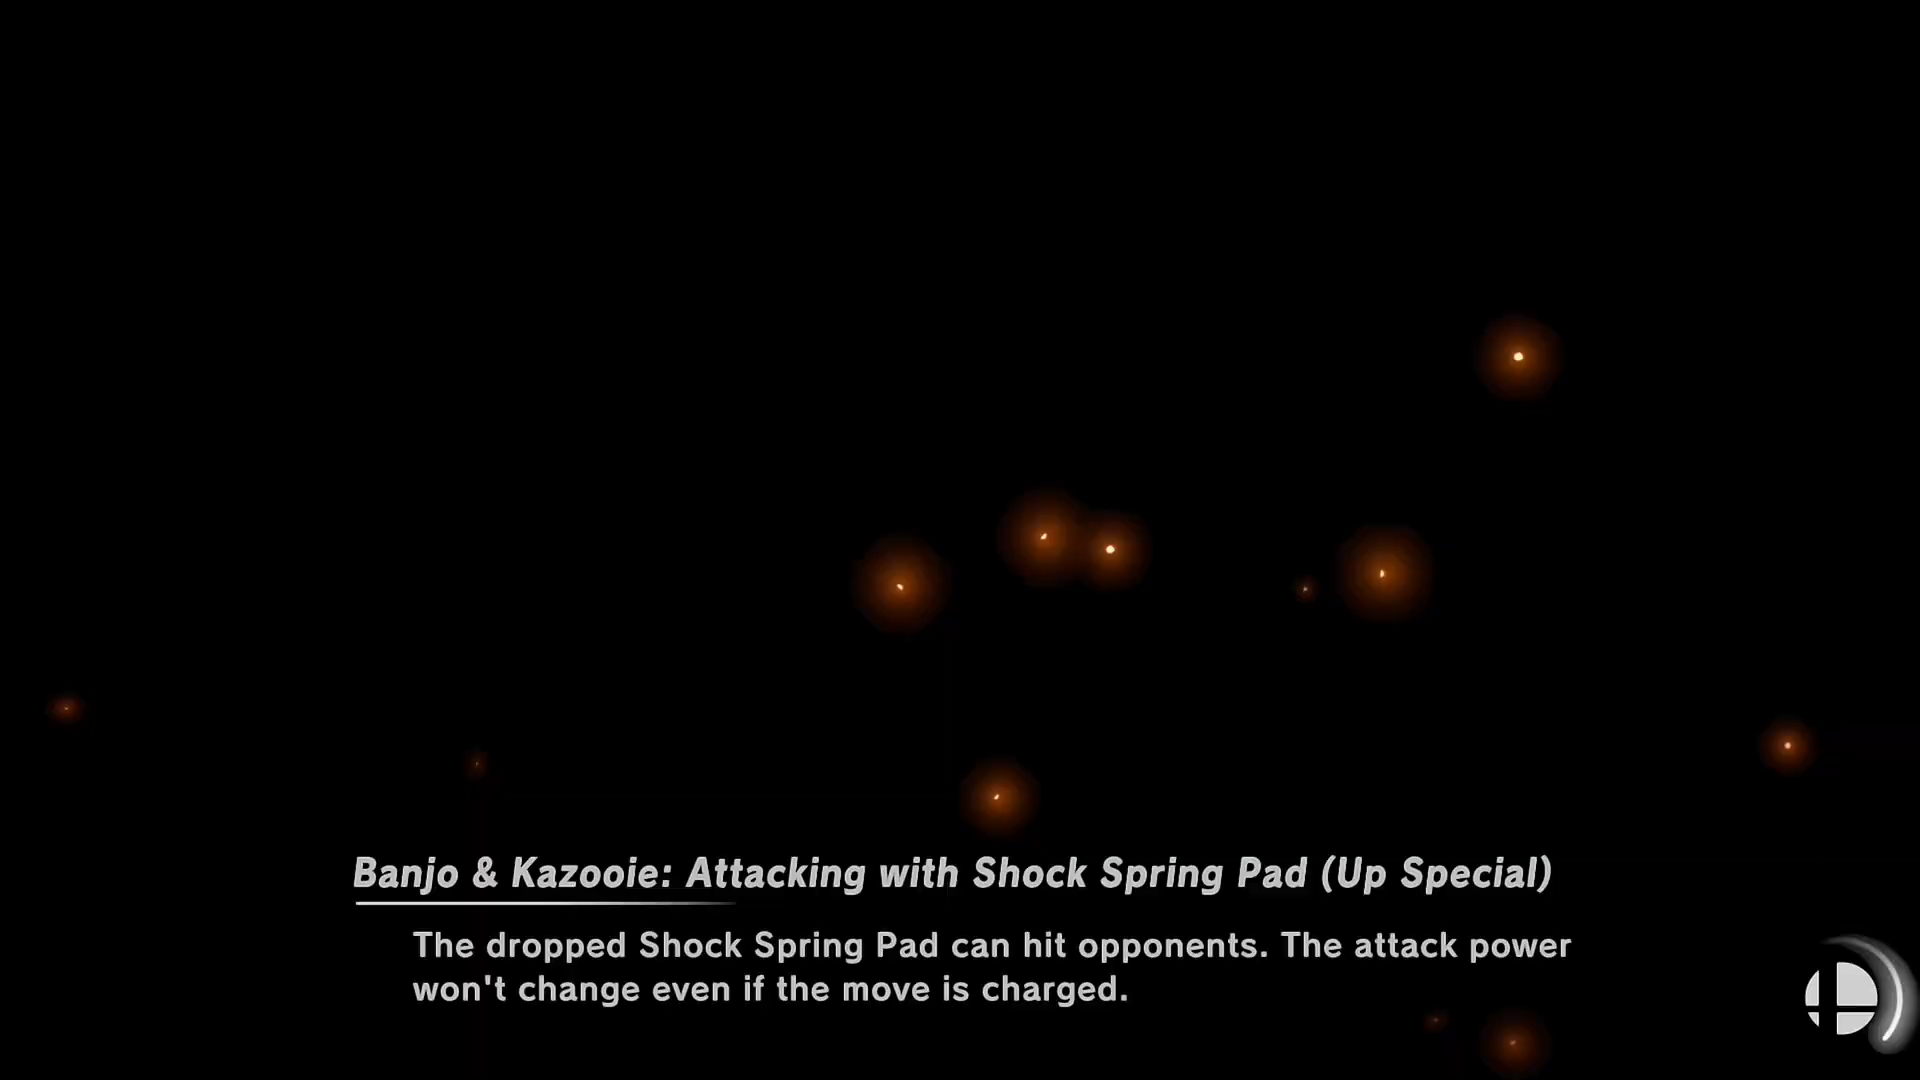 Banjo & Kazooie: Attacking with Shock Spring Pad (Up Special)
The dropped Shock Spring Pad can hit opponents. The attack power
won't change even if the move is charged.